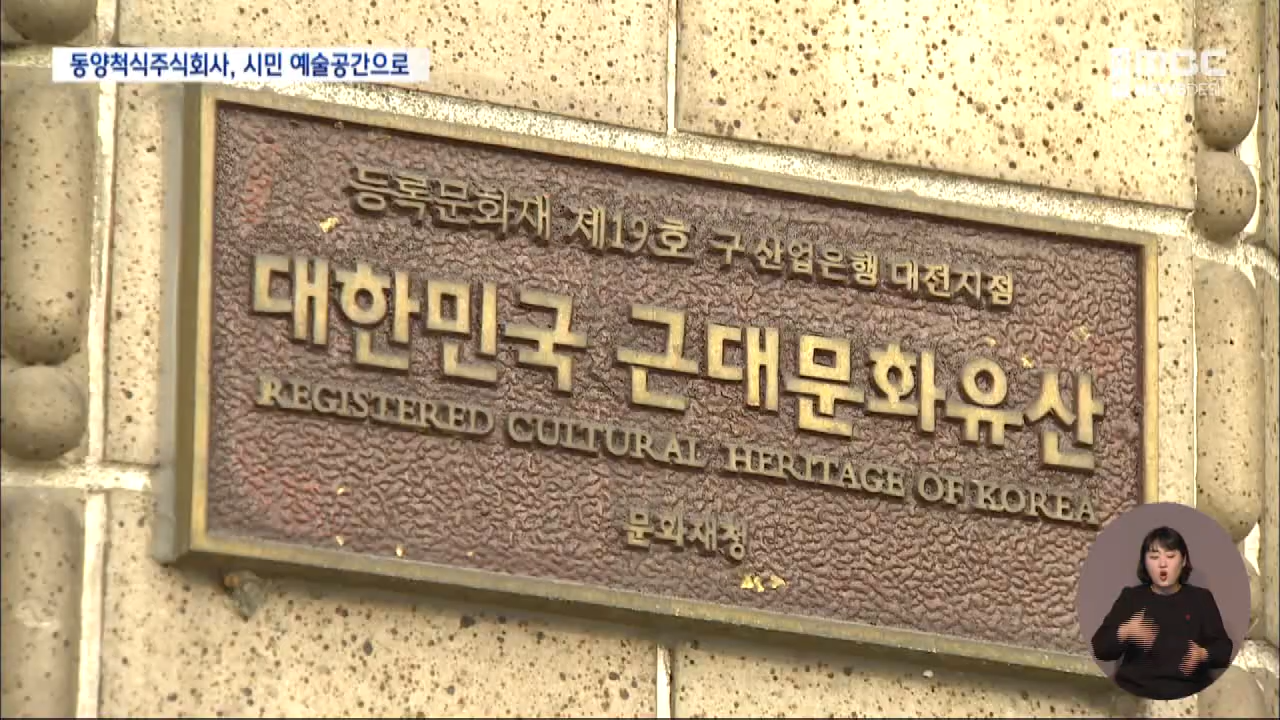 동양척식주식회사, 시민 예술공간으로
MBC
등록문화재 제19호 구 산업은행 대전지점
대한민국 근대문화유산
REGISTERED CULTURAL HERITAGE OF KOREA
문화재청